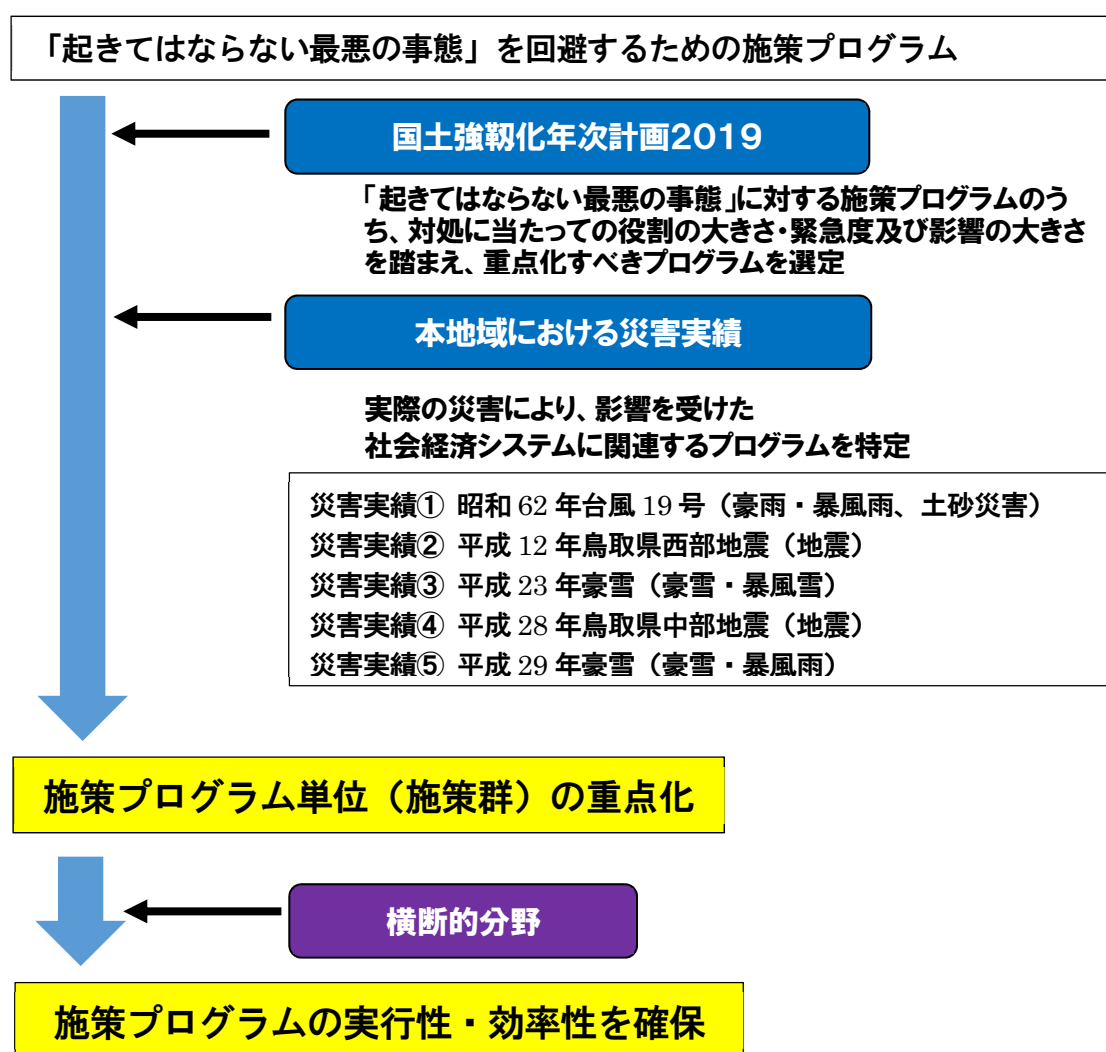 「起きてはならない最悪の事態」を回避するための施策プログラム
国土強靱化年次計画2019
「起きてはならない最悪の事態」に対する施策プログラムのう
ち、対処に当たっての役割の大きさ・緊急度及び影響の大きさ
を踏まえ、重点化すべきプログラムを選定
本地域における災害実績
実際の災害により、影響を受けた
社会経済システムに関連するプログラムを特定
災害実績① 昭和 62 年台風 19 号（豪雨・暴風雨、土砂災害）
災害実績② 平成 12 年鳥取県西部地震（地震）
災害実績③ 平成 23 年豪雪（豪雪・暴風雪）
災害実績④ 平成 28 年鳥取県中部地震（地震）
災害実績⑤ 平成 29 年豪雪（豪雪・暴風雨）
施策プログラム単位（施策群）の重点化
横断的分野
施策プログラムの実行性・効率性を確保